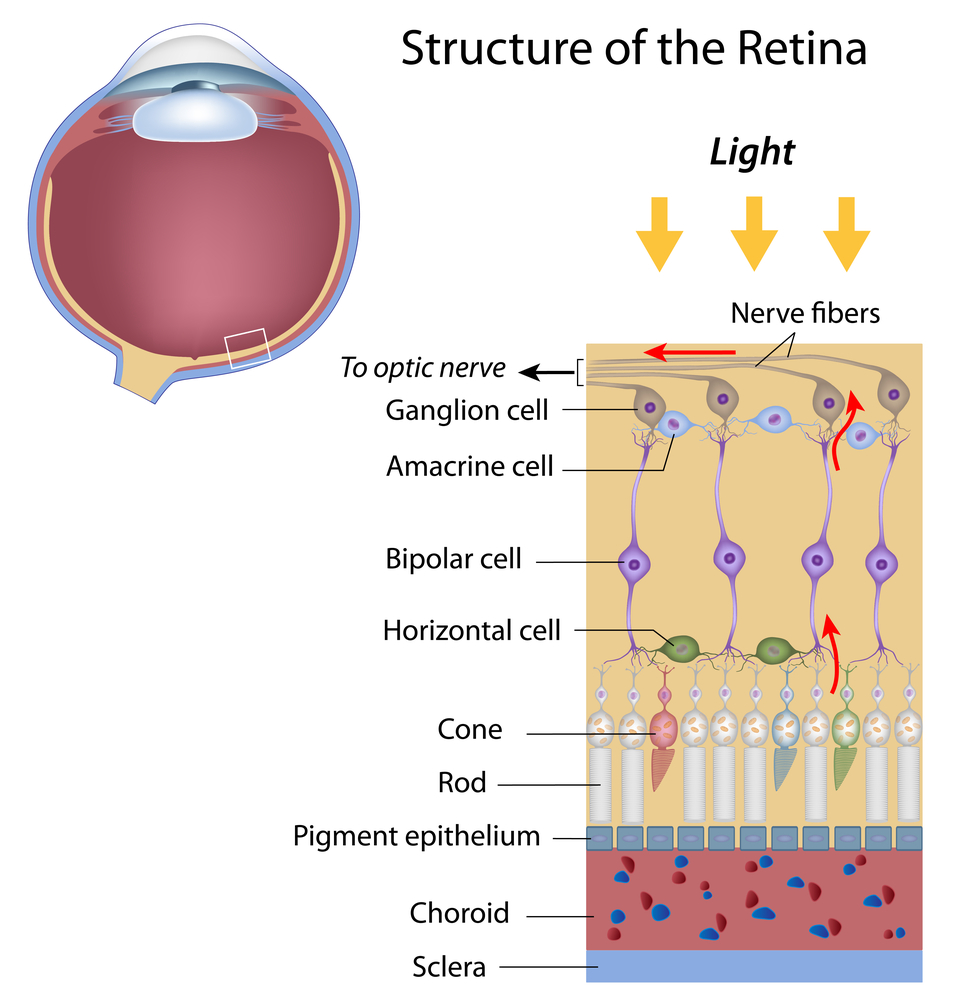 Structure of the Retina
Light
Nerve fibers
To optic nerve
Ganglion cell
Amacrine cell
Bipolar cell
Horizontal cell
Cone
Rod
Pigment epithelium
Choroid
Sclera